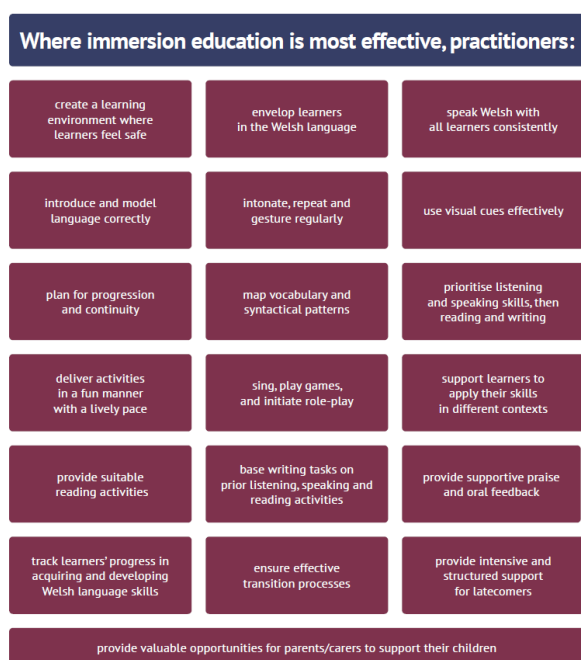 Where immersion education is most effective, practitioners:
create a learning
environment where
learners feel safe
envelop learners
in the Welsh language
speak Welsh with
all learners consistently
introduce and model
language correctly
intonate, repeat and
gesture regularly
use visual cues effectively
plan for progression
and continuity
map vocabulary and
syntactical patterns
prioritise listening
and speaking skills, then
reading and writing
deliver activities
in a fun manner
with a lively pace
sing, play games,
and initiate role-play
support learners to
apply their skills
in different contexts
provide suitable
reading activities
base writing tasks on
prior listening, speaking and
reading activities
provide supportive praise
and oral feedback
track learners' progress in
acquiring and developing
Welsh language skills
ensure effective
transition processes
provide intensive and
structured support
for latecomers
provide valuable opportunities for parents/carers to support their children